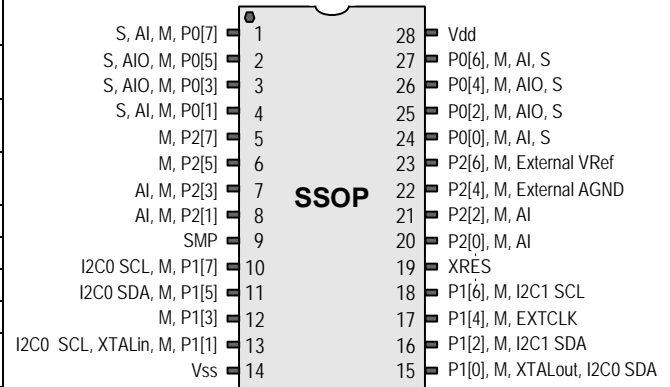 S, AI, M, P0[7] 1 28 Vdd
S, AIO, M, P0[5] 2 27 P0[6], M, AI, S
S, AIO, M, P0[3] 3 26 P0[4], M, AIO, S
S, AI, M, P0[1] 4 25 P0[2], M, AIO, S
M, P2[7] 5 24 P0[0], M, AI, S
M, P2[5] 6 23 P2[6], M, External VRef
AI, M, P2[3] 7 SSOP 22 P2[4], M, External AGND
AI, M, P2[1] 8 21 P2[2], M, AI
SMP 9 20 P2[0], M, AI
I2C0 SCL, M, P1[7] 10 19 XRES
I2C0 SDA, M, P1[5] 11 18 P1[6], M, I2C1 SCL
M, P1[3] 12 17 P1[4], M, EXTCLK
I2C0 SCL, XTALin, M, P1[1] 13 16 P1[2], M, I2C1 SDA
Vss 14 15 P1[0], M, XTALout, I2C0 SDA